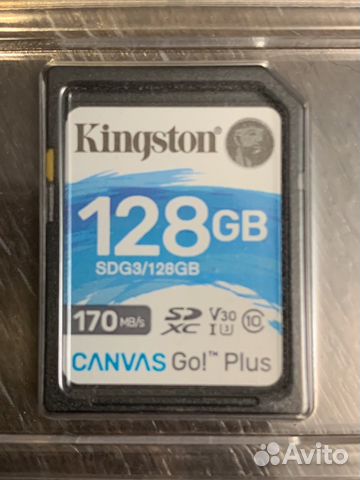 Kingston®
128GB
SDG3/128GB
170 MB/s
SD XC
V30
I U3
10
CANVAS Go!™ Plus
Avito